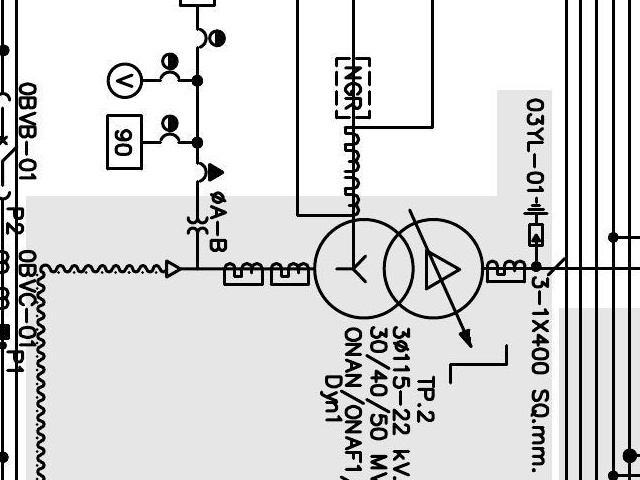 03YL-01
3-1X400 SQ.mm.
TP.2
3Ø115-22 kV.
30/40/50 MV
ONAN/ONAF1/
Dyn1
NGR
ØA-B
V
90
0BVB-01
0BVC-01
P2
P1